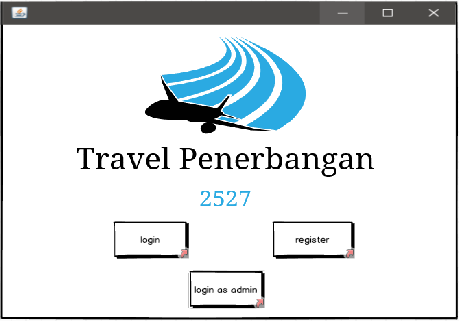 Travel Penerbangan
2527
login
register
login as admin